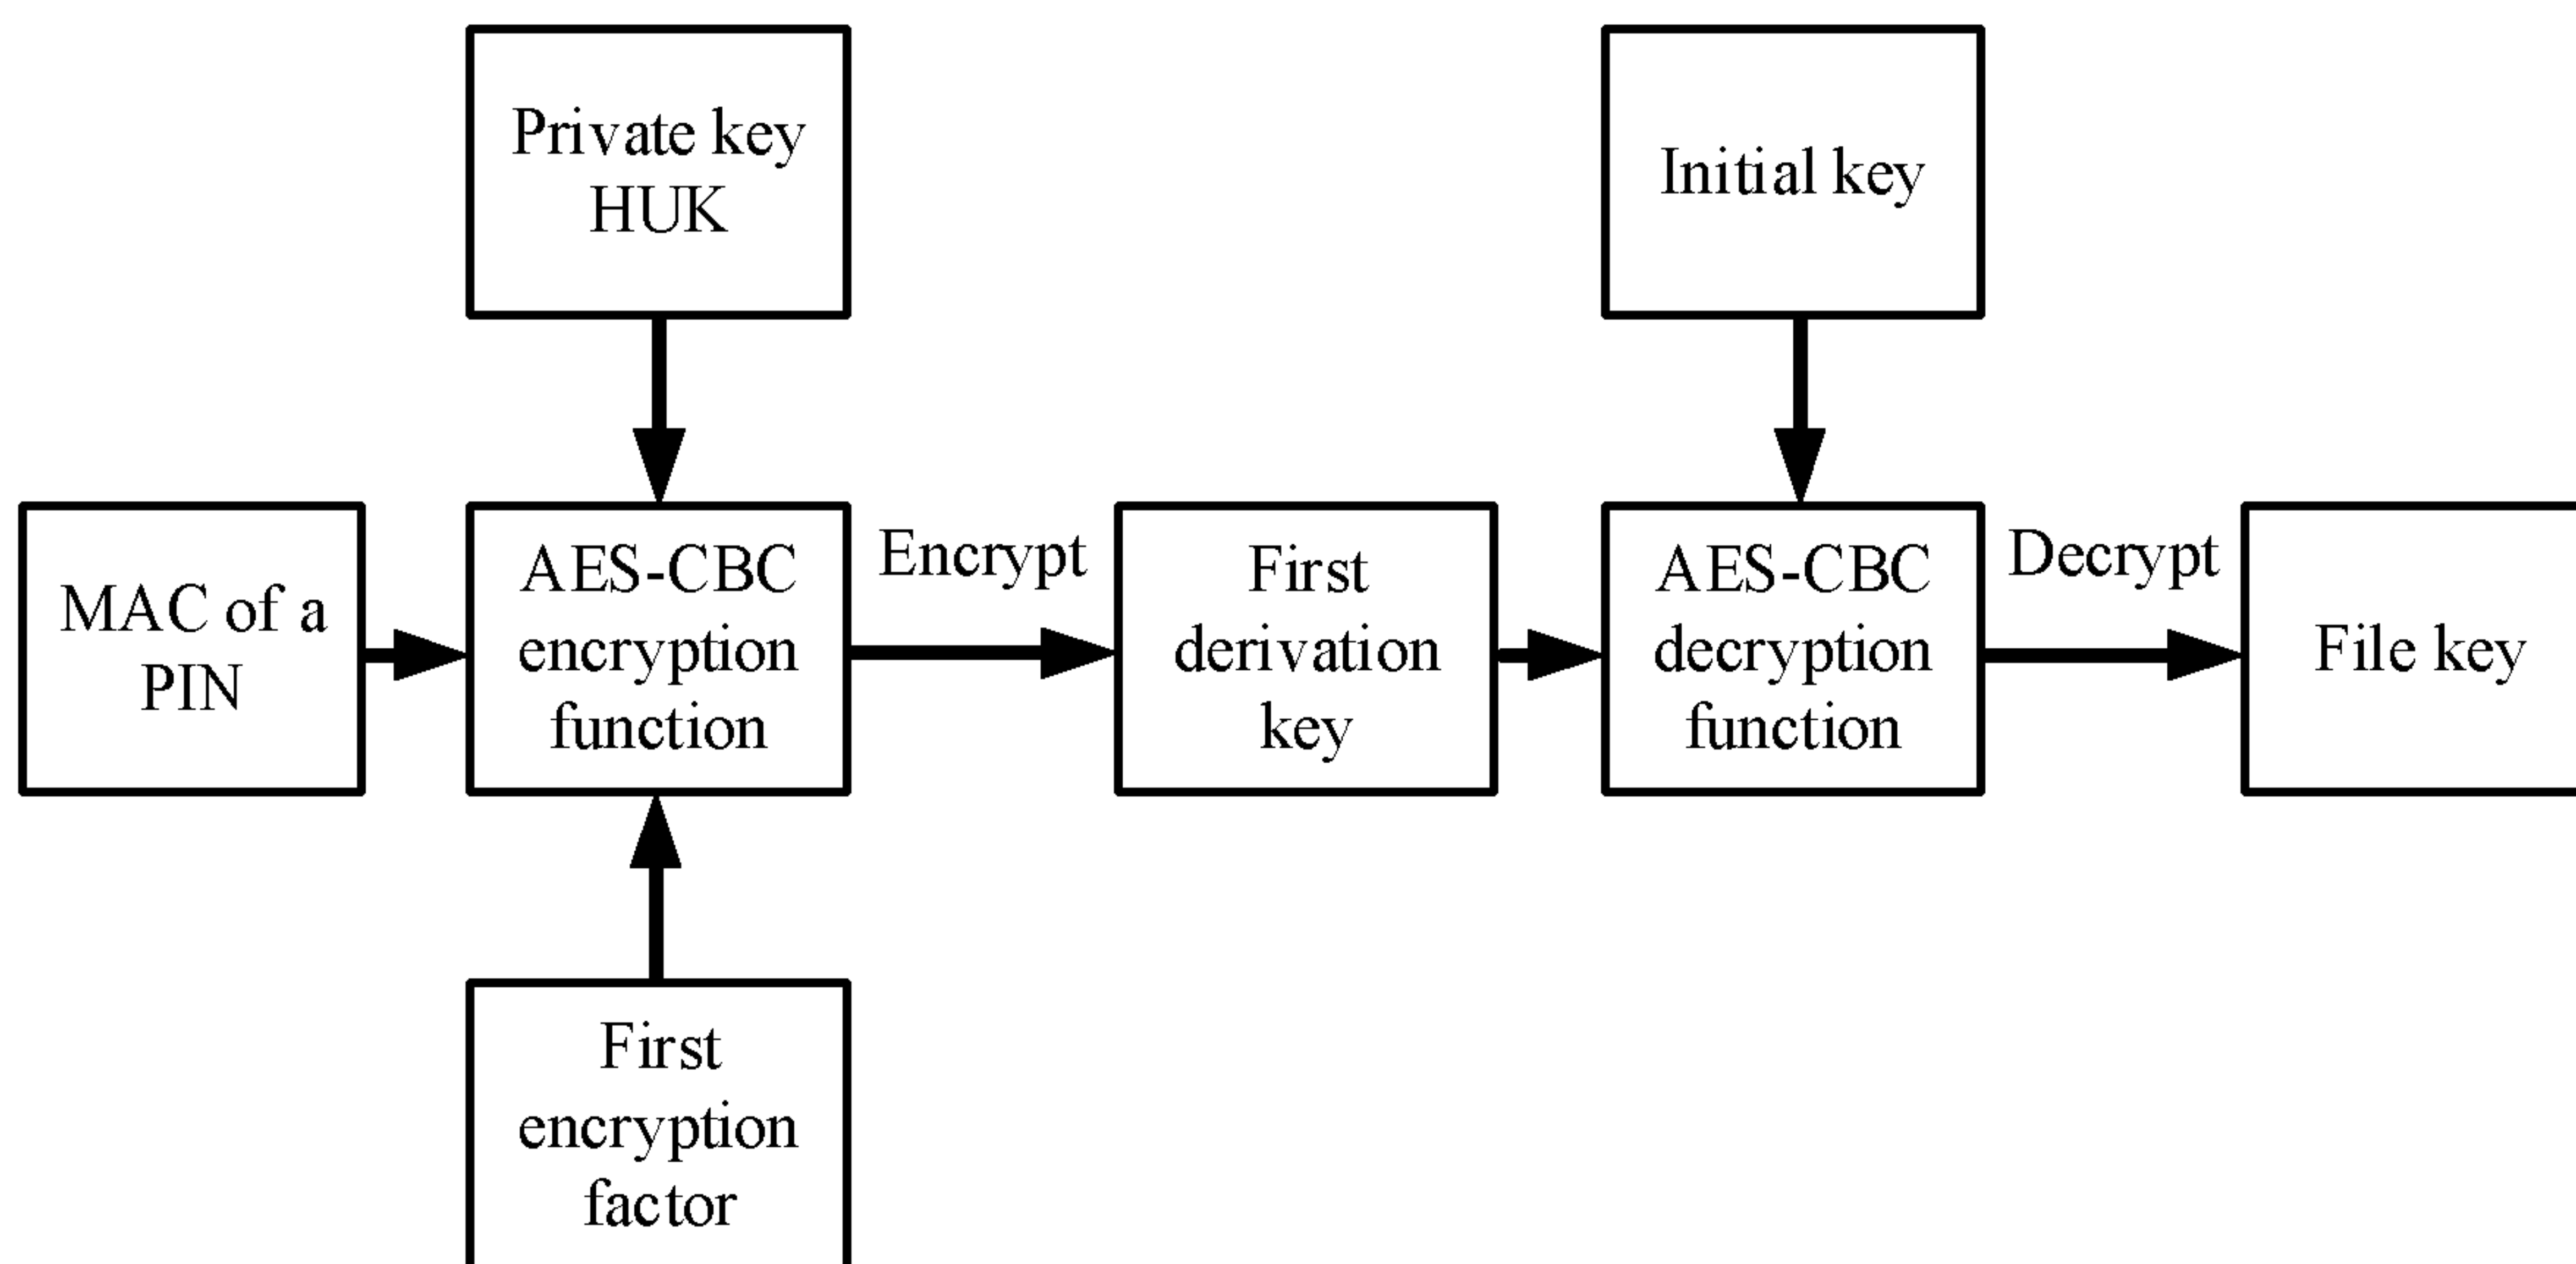 Private key
HUK
Initial key
MAC of a
PIN
AES-CBC
encryption
function
Encrypt
First
derivation
key
AES-CBC
decryption
function
Decrypt
File key
First
encryption
factor